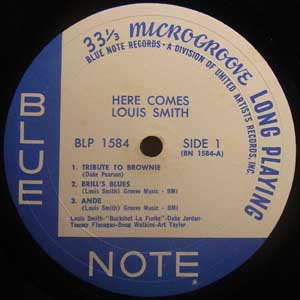 33 1/3 MICROGROOVE LONG PLAYING
BLUE NOTE RECORDS • A DIVISION OF UNITED ARTISTS RECORDS, INC.
HERE COMES
LOUIS SMITH
BLP 1584 SIDE 1
(BN 1584-A)
1. TRIBUTE TO BROWNIE
(Duke Pearson)
2. BRILL'S BLUES
(Louis Smith) Groove Music - BMI
3. ANDE
(Louis Smith) Groove Music - BMI
Louis Smith-"Buckshot La Funke"-Duke Jordan-
Tommy Flanagan-Doug Watkins-Art Taylor
BLUE
NOTE ®